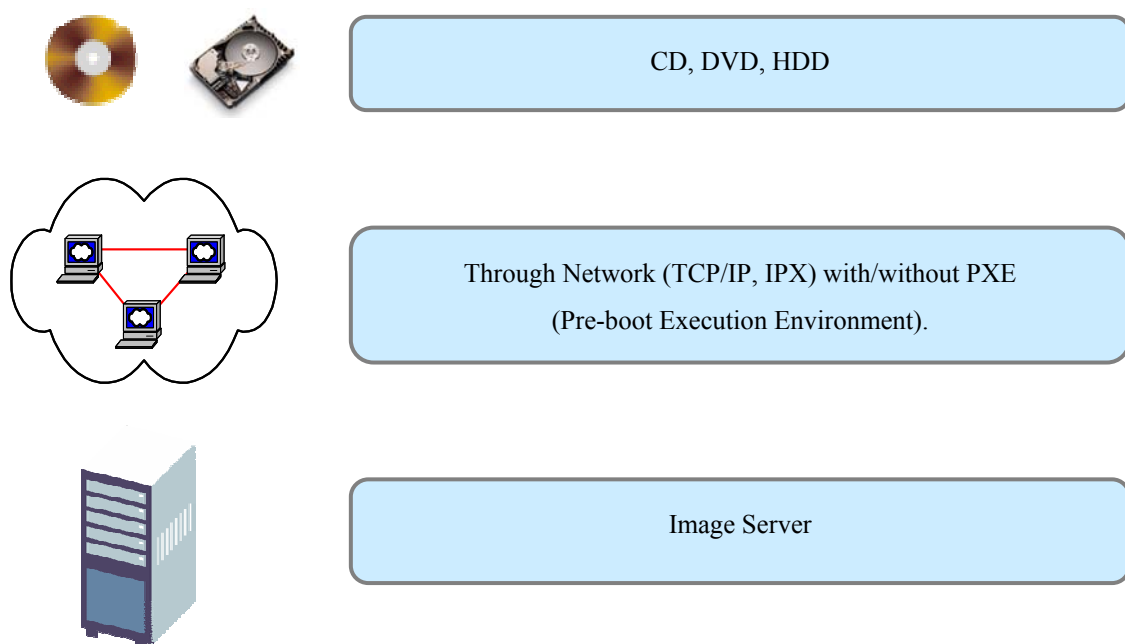 CD, DVD, HDD
Through Network (TCP/IP, IPX) with/without PXE
(Pre-boot Execution Environment).
Image Server